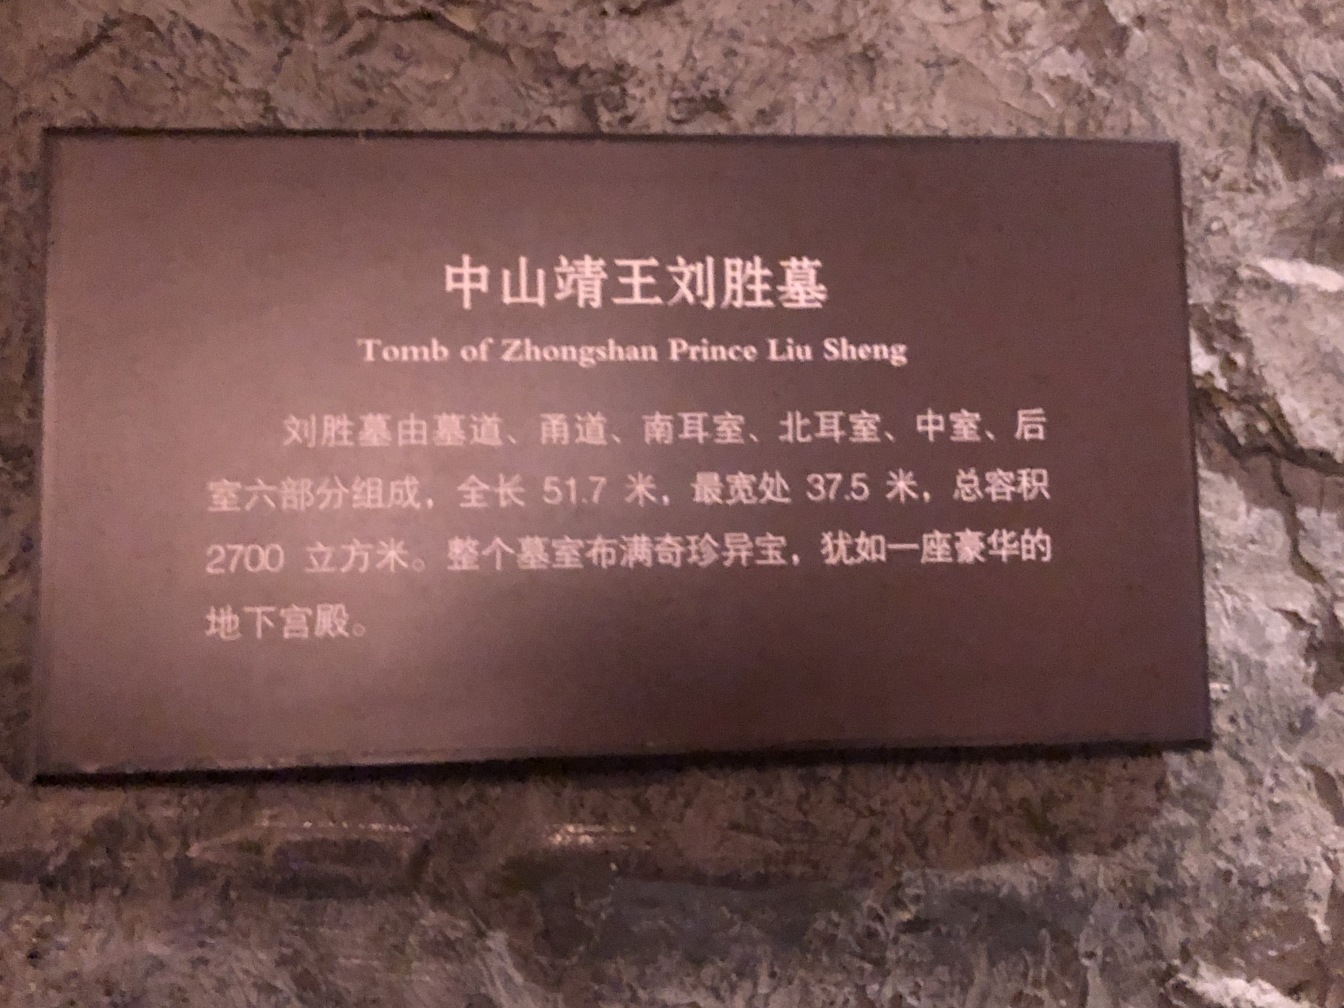 中山靖王刘胜墓
Tomb of Zhongshan Prince Liu Sheng
刘胜墓由墓道、甬道、南耳室、北耳室、中室、后
室六部分组成，全长 51.7 米，最宽处 37.5 米，总容积
2700 立方米。整个墓室布满奇珍异宝，犹如一座豪华的
地下宫殿。